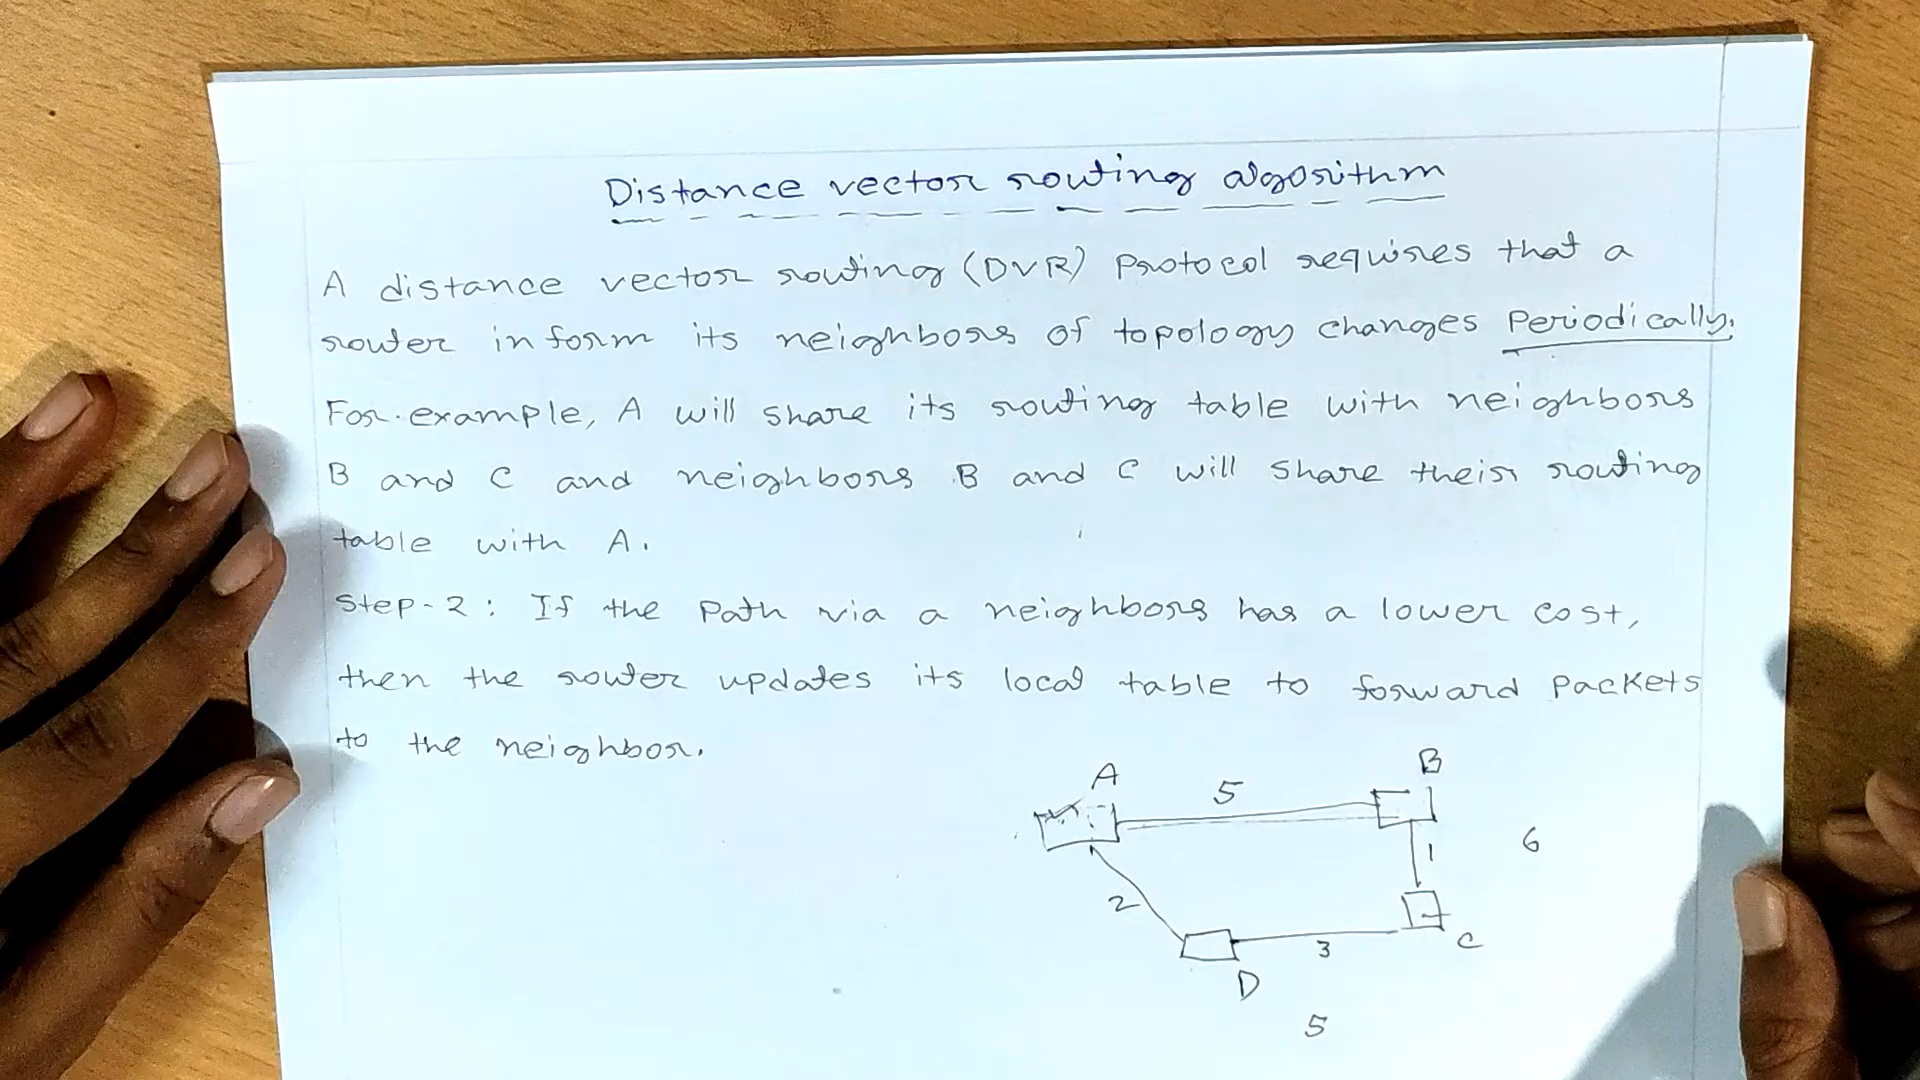 Distance vector routing algorithm
A distance vector routing (DVR) Protocol requires that a
router inform its neighbors of topology changes Periodically.
For example, A will share its routing table with neighbors
B and C and neighbors B and C will share their routing
table with A.
Step-2: If the Path via a neighbors has a lower cost,
then the router updates its local table to forward Packets
to the neighbor.
A 5 B
1 6
2
3 C
D
5